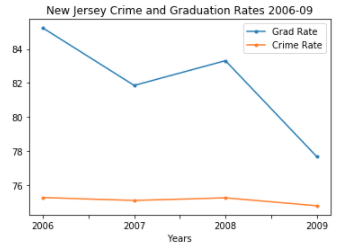 New Jersey Crime and Graduation Rates 2006-09
Grad Rate
Crime Rate
84
82
80
78
76
2006
2007
2008
2009
Years